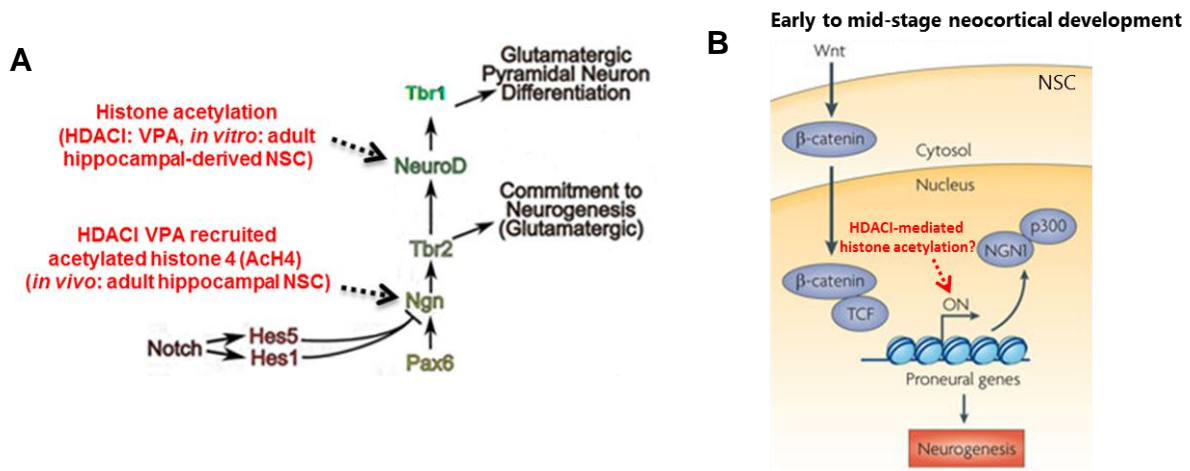 A
Glutamatergic
Pyramidal Neuron
Differentiation
Tbr1
Histone acetylation
(HDACI: VPA, in vitro: adult
hippocampal-derived NSC)
NeuroD
Commitment to
Neurogenesis
(Glutamatergic)
HDACI VPA recruited
acetylated histone 4 (AcH4)
(in vivo: adult hippocampal NSC)
Tbr2
Ngn
Notch
Hes5
Hes1
Pax6
Early to mid-stage neocortical development
B
Wnt
NSC
β-catenin
Cytosol
Nucleus
HDACI-mediated
histone acetylation?
p300
NGN1
β-catenin
TCF
ON
Proneural genes
Neurogenesis